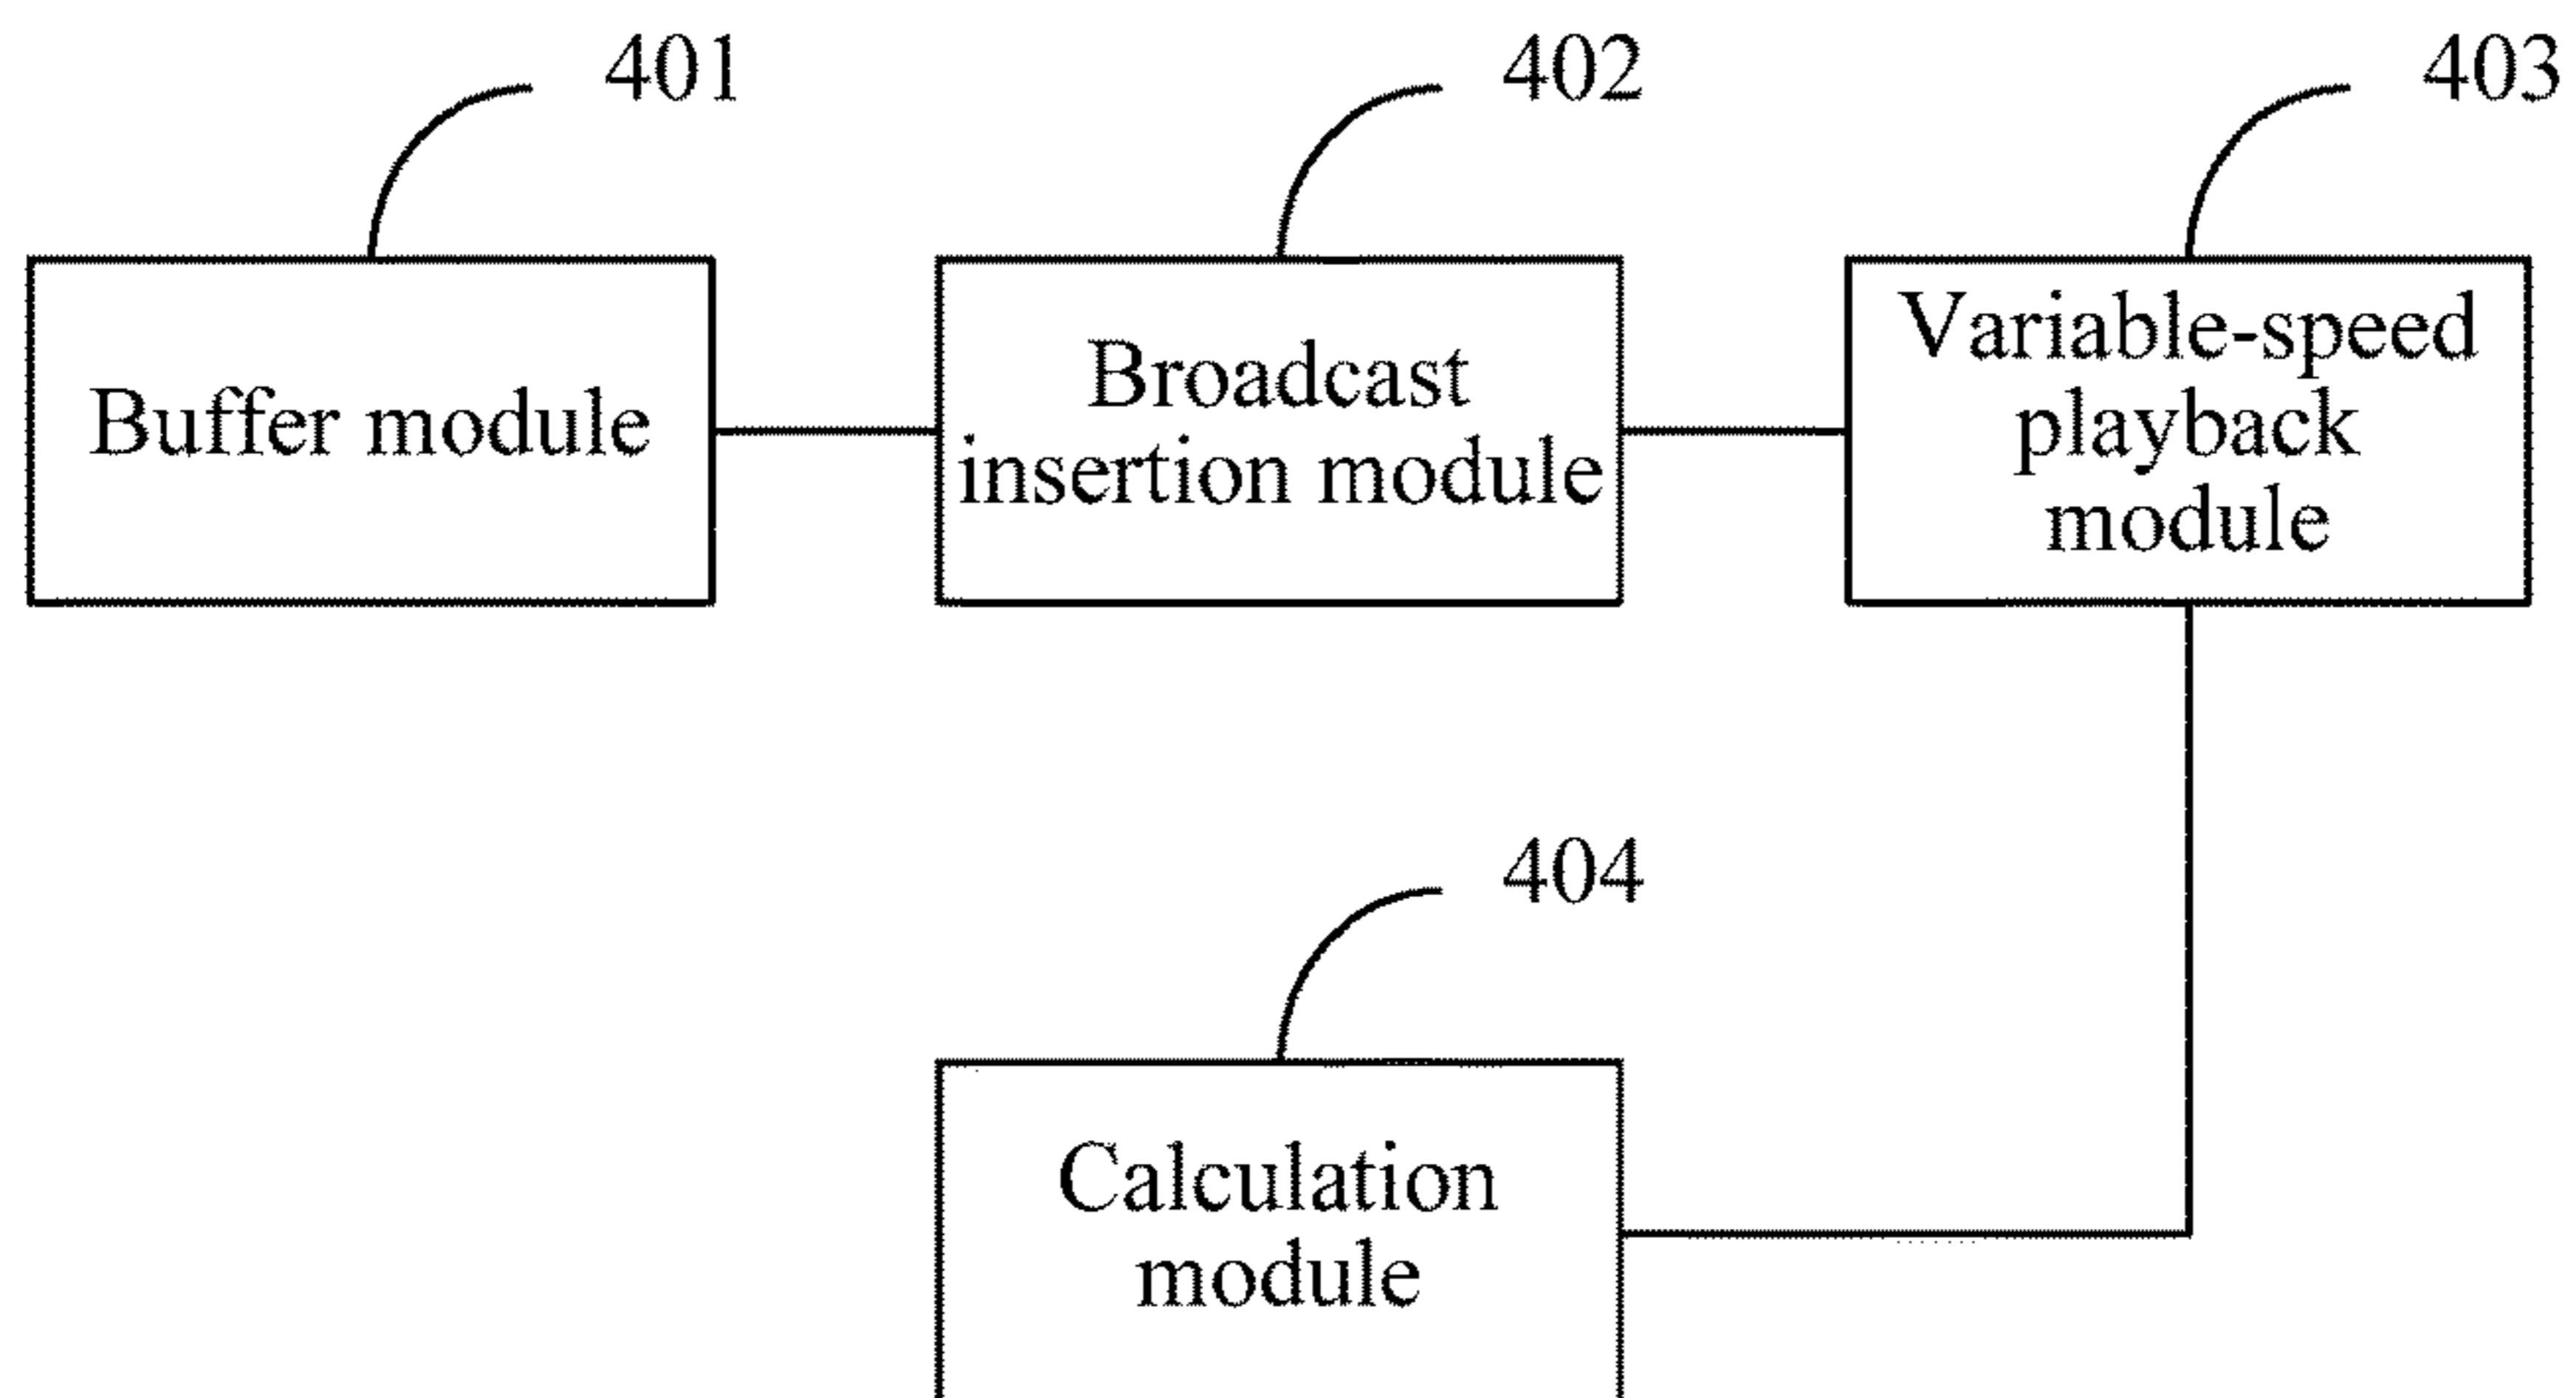 401
402
403
Buffer module
Broadcast
insertion module
Variable-speed
playback
module
404
Calculation
module